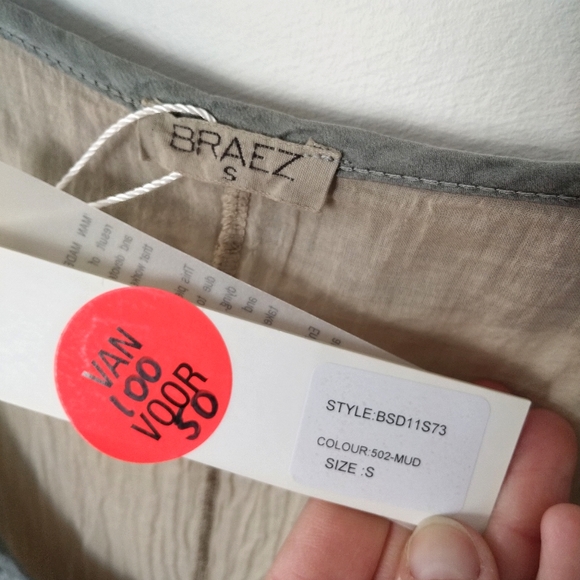 BRAEZ
S
VAN
100
VOOR
50
STYLE:BSD11S73
COLOUR:502-MUD
SIZE :S